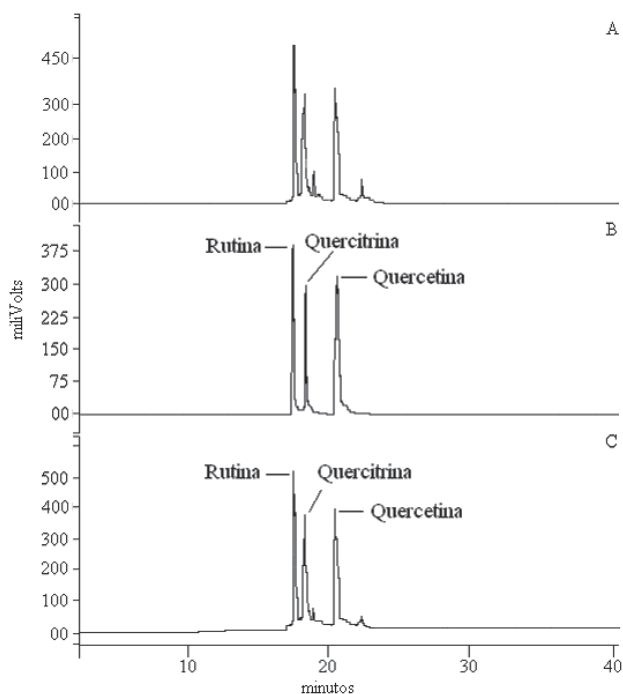 A
450
300
200
100
00
B
Rutina
Quercitrina
Quercetina
375
300
225
150
75
00
miliVolts
C
Rutina
Quercitrina
Quercetina
500
400
300
200
100
00
10 20 30 40
minutos